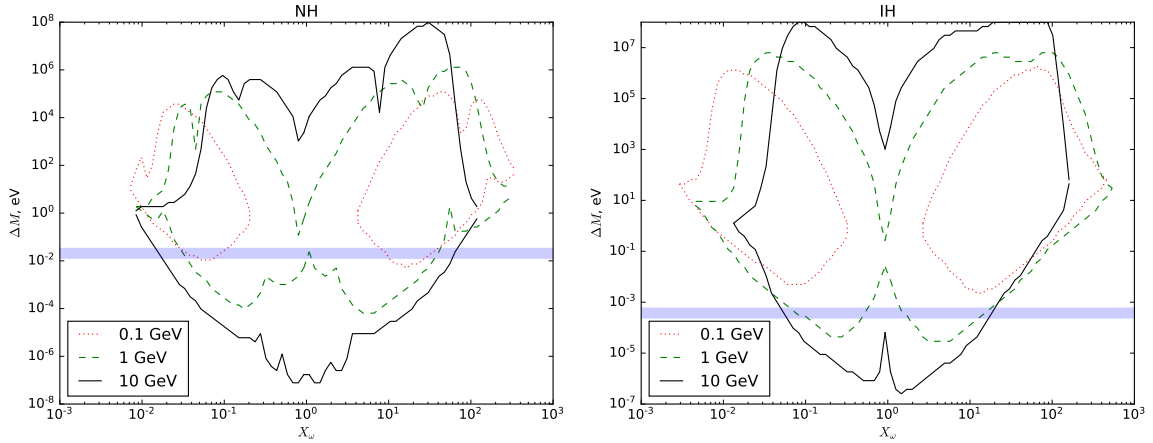 NH
10^8
10^6
10^4
10^2
10^0
10^-2
10^-4
10^-6
10^-8
ΔM, eV
0.1 GeV
1 GeV
10 GeV
10^-3 10^-2 10^-1 10^0 10^1 10^2 10^3
X_ω
IH
10^7
10^5
10^3
10^1
10^-1
10^-3
10^-5
10^-7
ΔM, eV
0.1 GeV
1 GeV
10 GeV
10^-3 10^-2 10^-1 10^0 10^1 10^2 10^3
X_ω